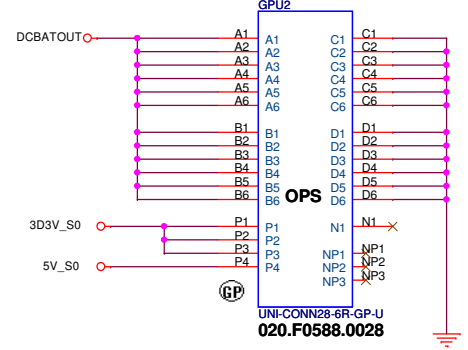 GPU2
DCBATOUT A1 A1 C1 C1
A2 A2 C2 C2
A3 A3 C3 C3
A4 A4 C4 C4
A5 A5 C5 C5
A6 A6 C6 C6
B1 B1 D1 D1
B2 B2 D2 D2
B3 B3 D3 D3
B4 B4 D4 D4
B5 B5 D5 D5
B6 B6 OPS D6 D6
3D3V_S0 P1 P1 N1 N1
P2 P2
P3 P3 NP1 NP1
5V_S0 P4 P4 NP2 NP2
NP3 NP3
GP
UNI-CONN28-6R-GP-U
020.F0588.0028